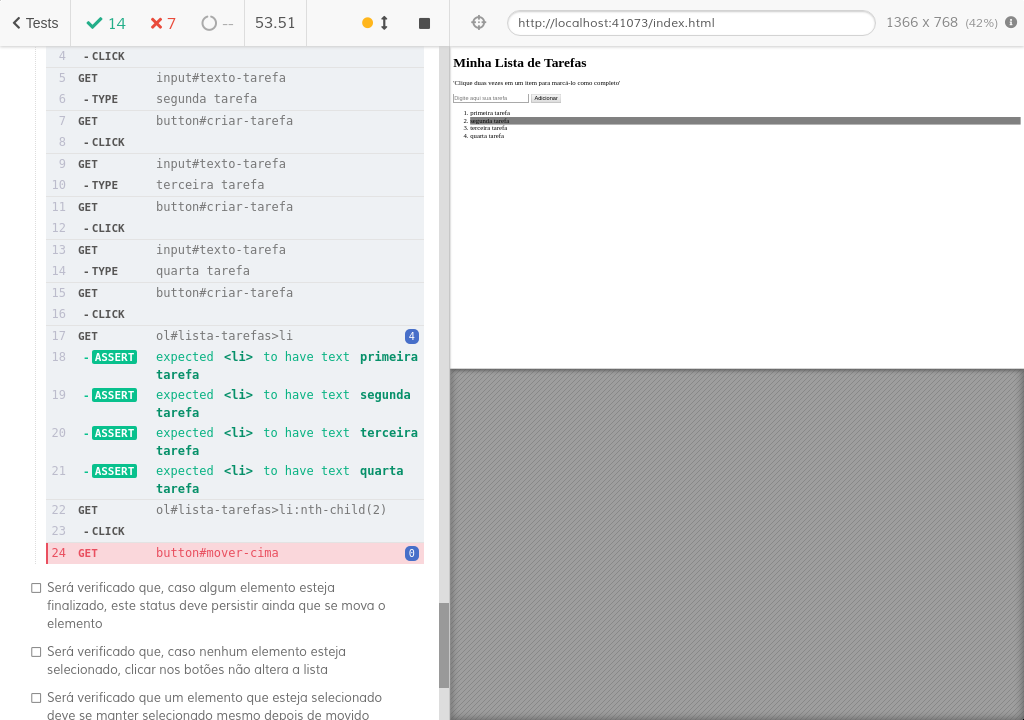 Tests 14 7 -- 53.51 http://localhost:41073/index.html 1366 x 768 (42%)
4 - CLICK
5 GET input#texto-tarefa
6 - TYPE segunda tarefa
7 GET button#criar-tarefa
8 - CLICK
9 GET input#texto-tarefa
10 - TYPE terceira tarefa
11 GET button#criar-tarefa
12 - CLICK
13 GET input#texto-tarefa
14 - TYPE quarta tarefa
15 GET button#criar-tarefa
16 - CLICK
17 GET ol#lista-tarefas>li 4
18 - ASSERT expected <li> to have text primeira
tarefa
19 - ASSERT expected <li> to have text segunda
tarefa
20 - ASSERT expected <li> to have text terceira
tarefa
21 - ASSERT expected <li> to have text quarta
tarefa
22 GET ol#lista-tarefas>li:nth-child(2)
23 - CLICK
24 GET button#mover-cima 0
Será verificado que, caso algum elemento esteja
finalizado, este status deve persistir ainda que se mova o
elemento
Será verificado que, caso nenhum elemento esteja
selecionado, clicar nos botões não altera a lista
Será verificado que um elemento que esteja selecionado
deve se manter selecionado mesmo depois de movido
Minha Lista de Tarefas
'Clique duas vezes em um item para marcá-lo como completo'
Digite aqui sua tarefa Adicionar
1. primeira tarefa
2. segunda tarefa
3. terceira tarefa
4. quarta tarefa